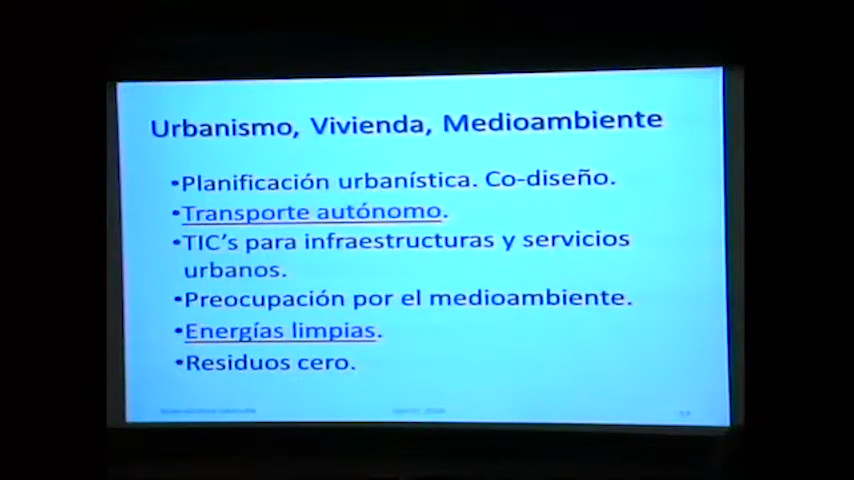 Urbanismo, Vivienda, Medioambiente
•Planificación urbanística. Co-diseño.
•Transporte autónomo.
•TIC's para infraestructuras y servicios
urbanos.
•Preocupación por el medioambiente.
•Energías limpias.
•Residuos cero.